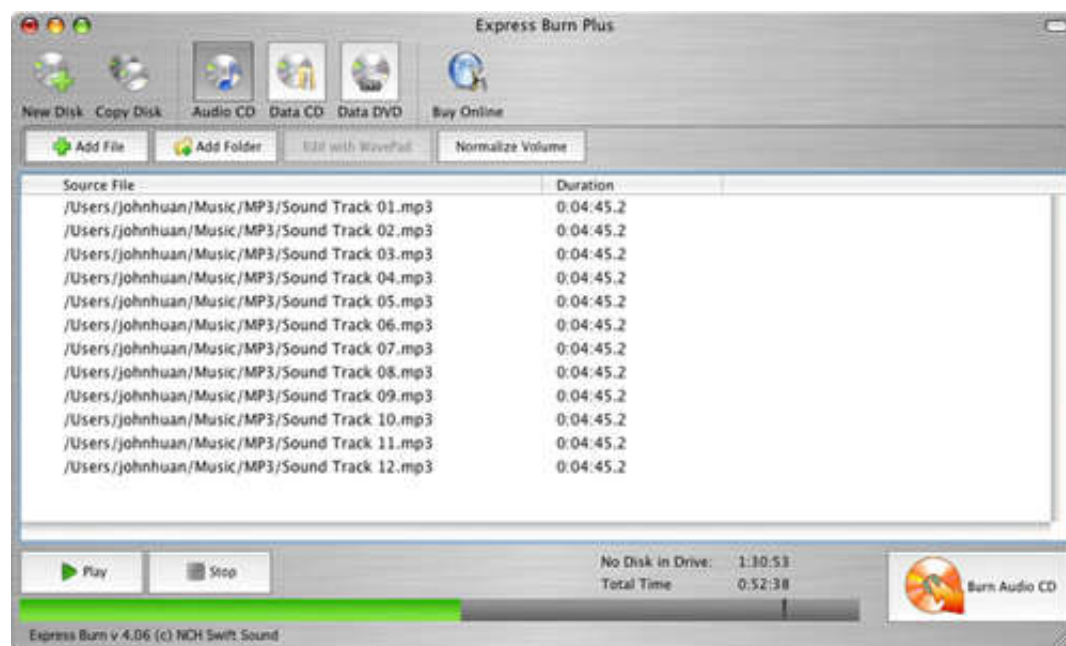 Express Burn Plus
New Disk Copy Disk Audio CD Data CD Data DVD Buy Online
Add File Add Folder Edit with WavePad Normalize Volume
Source File Duration
/Users/johnhuan/Music/MP3/Sound Track 01.mp3 0:04:45.2
/Users/johnhuan/Music/MP3/Sound Track 02.mp3 0:04:45.2
/Users/johnhuan/Music/MP3/Sound Track 03.mp3 0:04:45.2
/Users/johnhuan/Music/MP3/Sound Track 04.mp3 0:04:45.2
/Users/johnhuan/Music/MP3/Sound Track 05.mp3 0:04:45.2
/Users/johnhuan/Music/MP3/Sound Track 06.mp3 0:04:45.2
/Users/johnhuan/Music/MP3/Sound Track 07.mp3 0:04:45.2
/Users/johnhuan/Music/MP3/Sound Track 08.mp3 0:04:45.2
/Users/johnhuan/Music/MP3/Sound Track 09.mp3 0:04:45.2
/Users/johnhuan/Music/MP3/Sound Track 10.mp3 0:04:45.2
/Users/johnhuan/Music/MP3/Sound Track 11.mp3 0:04:45.2
/Users/johnhuan/Music/MP3/Sound Track 12.mp3 0:04:45.2
Play Stop No Disk in Drive: 1:30:53
Total Time 0:52:38
Burn Audio CD
Express Burn v 4.06 (c) NCH Swift Sound